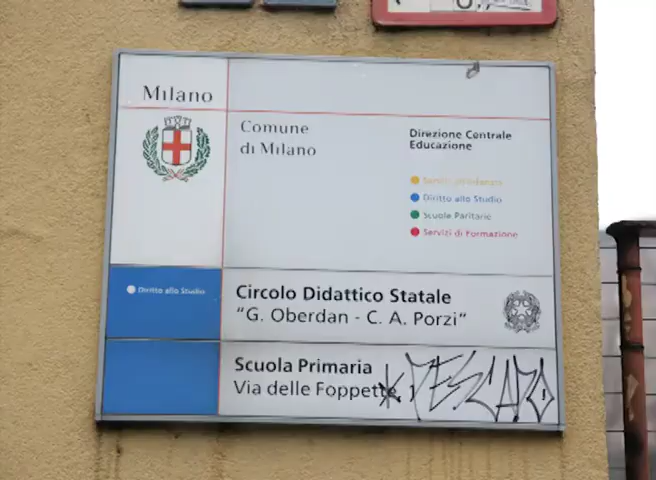 Milano
Comune
di Milano
Direzione Centrale
Educazione
Servizi all'Infanzia
Diritto allo Studio
Scuole Paritarie
Servizi di Formazione
Diritto allo Studio
Circolo Didattico Statale
"G. Oberdan - C. A. Porzi"
Scuola Primaria
Via delle Foppette, 1